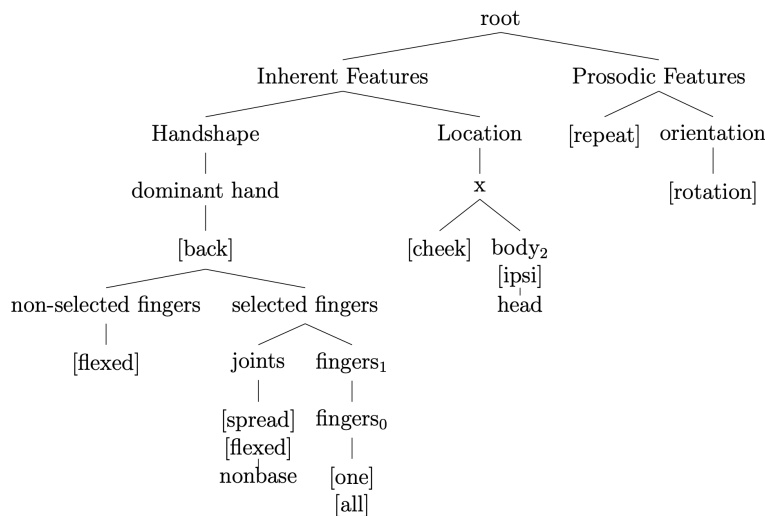 root
Inherent Features Prosodic Features
Handshape Location [repeat] orientation
dominant hand x [rotation]
[back] [cheek] body₂
[ipsi]
non-selected fingers selected fingers head
[flexed] joints fingers₁
[spread] fingers₀
[flexed]
nonbase [one]
[all]